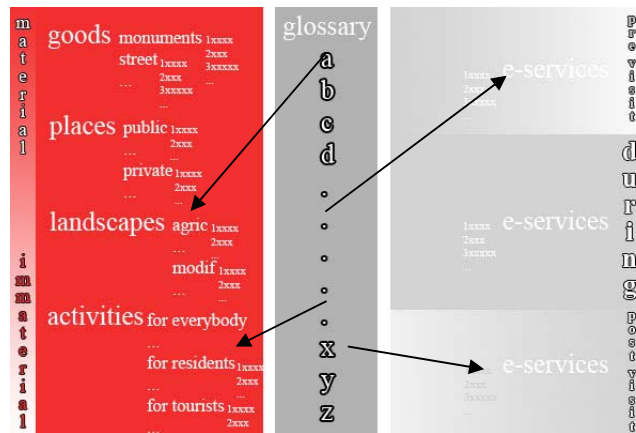 material
immaterial
goods monuments 1xxxx
2xxx
street 1xxxx 3xxxxx
2xxx ...
... 3xxxxx
...
places public 1xxxx
2xxx
... ...
private 1xxxx
2xxx
... ...
landscapes agric 1xxxx
2xxx
... ...
modif 1xxxx
2xxx
... ...
activities for everybody
...
for residents 1xxxx
2xxx
... ...
for tourists 1xxxx
2xxx
... ...
glossary
a
b
c
d
.
.
.
.
.
x
y
z
1xxxx e-services
2xxx
3xxxxx
...
1xxxx e-services
2xxx
3xxxxx
...
e-services
2xxx
3xxxxx
...
pre visit
during
post visit